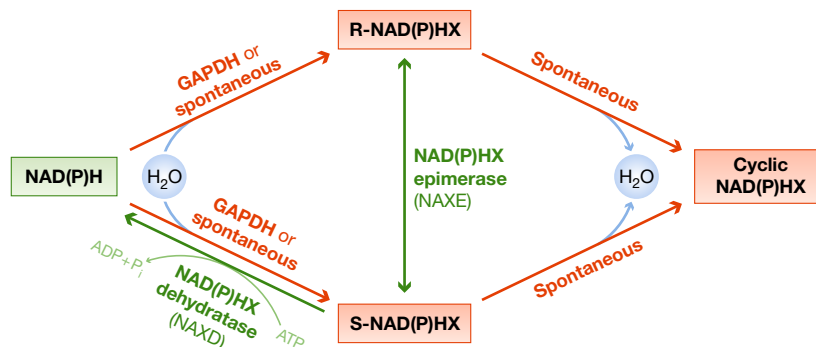 R-NAD(P)HX
GAPDH or
spontaneous
Spontaneous
NAD(P)H
H₂O
NAD(P)HX
epimerase
(NAXE)
H₂O
Cyclic
NAD(P)HX
GAPDH or
spontaneous
ADP+Pᵢ
NAD(P)HX
dehydratase
(NAXD)
ATP
S-NAD(P)HX
Spontaneous